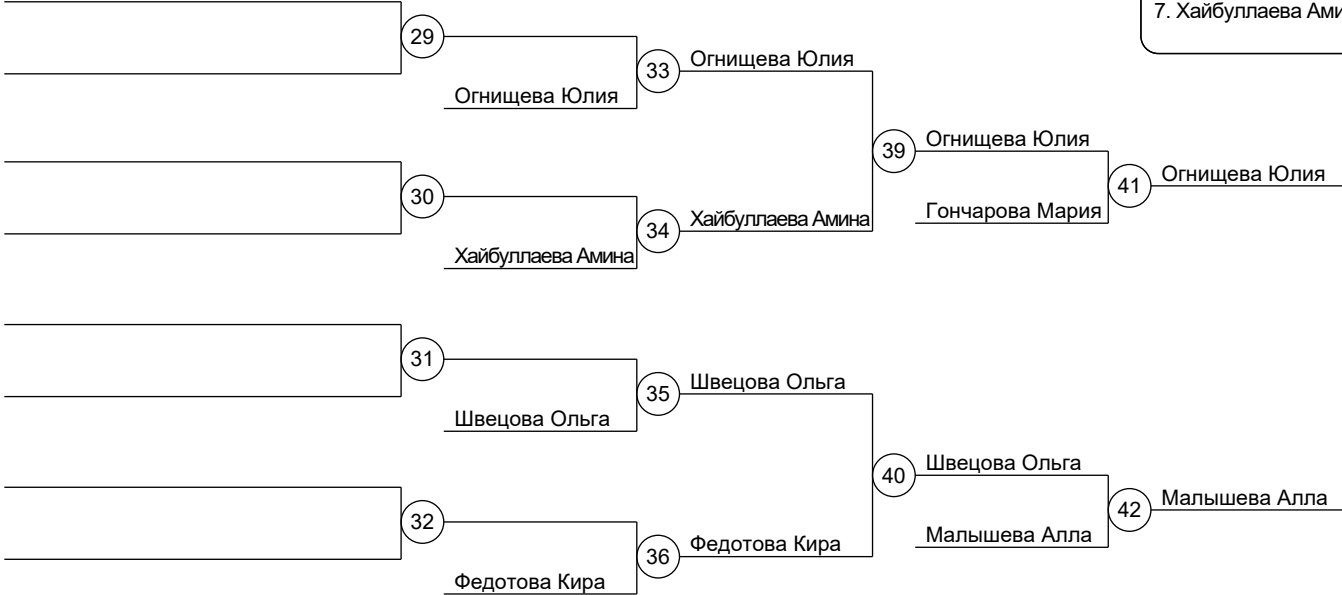 7. Хайбуллаева Ами
29
33
Огнищева Юлия
Огнищева Юлия
39
Огнищева Юлия
41
Огнищева Юлия
30
34
Хайбуллаева Амина
Гончарова Мария
Хайбуллаева Амина
31
35
Швецова Ольга
Швецова Ольга
40
Швецова Ольга
42
Малышева Алла
32
36
Федотова Кира
Малышева Алла
Федотова Кира